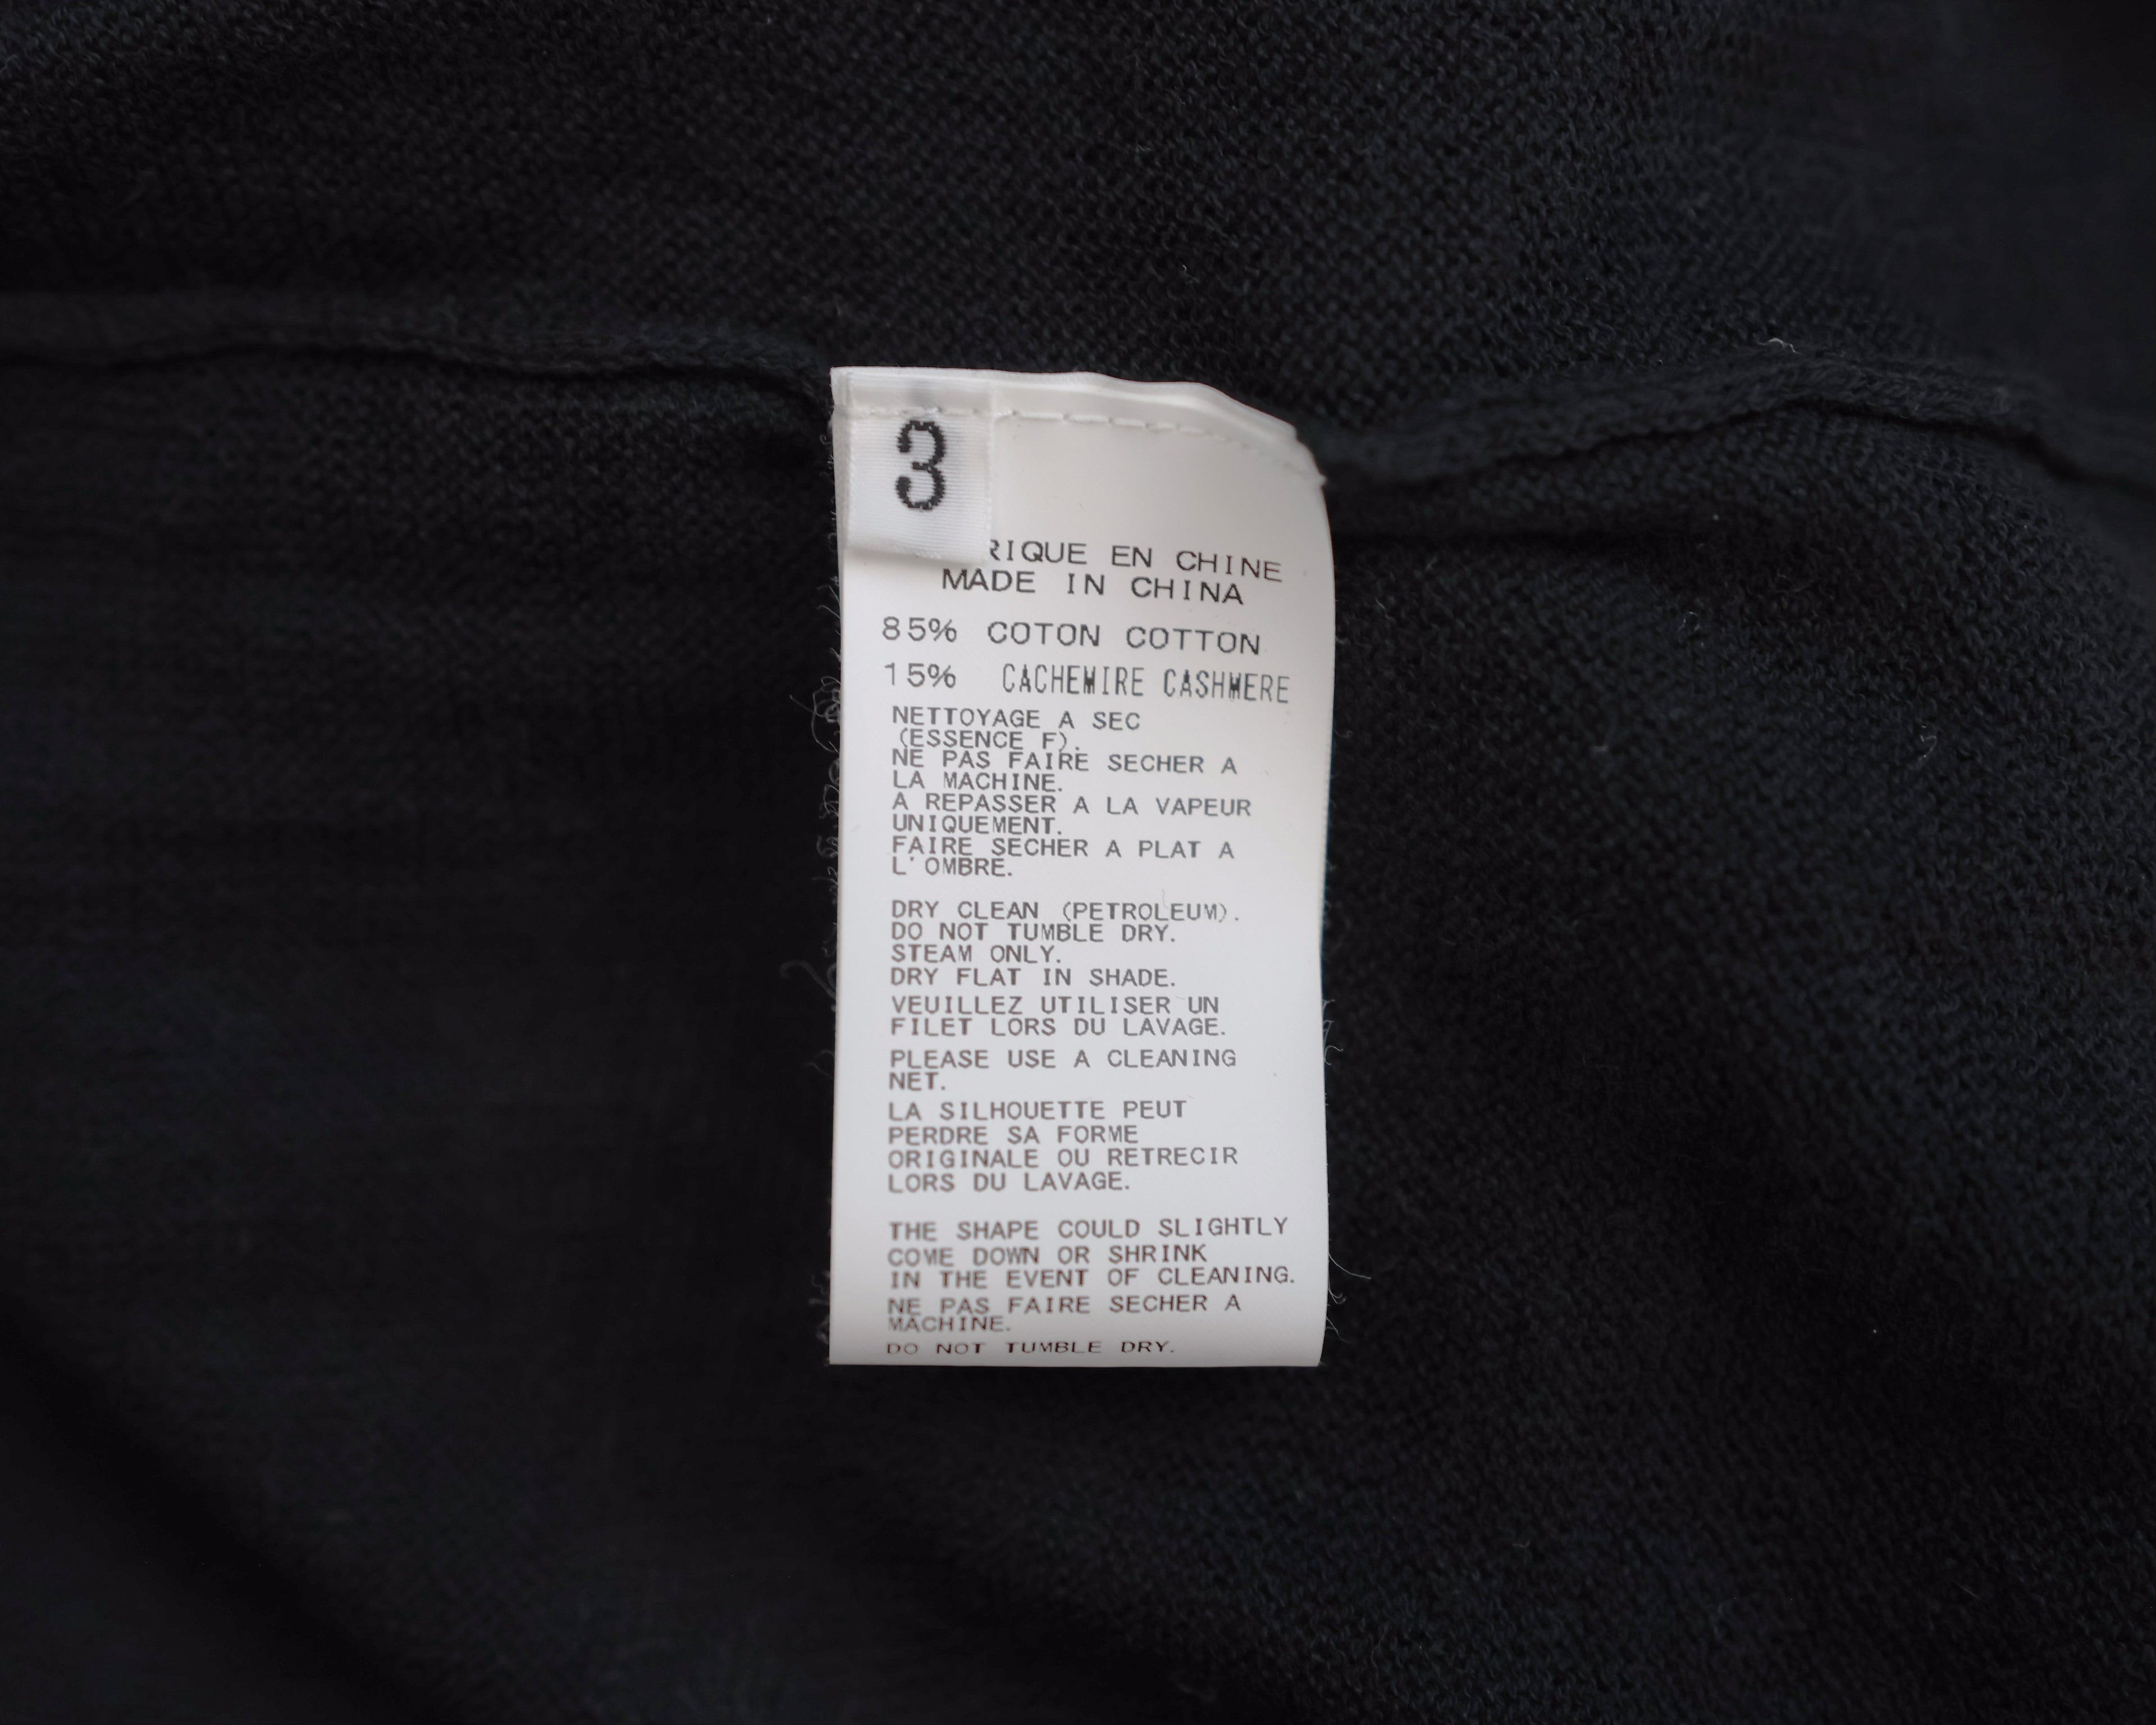 3
RIQUE EN CHINE
MADE IN CHINA
85% COTON COTTON
15% CACHEMIRE CASHMERE
NETTOYAGE A SEC
(ESSENCE F).
NE PAS FAIRE SECHER A
LA MACHINE.
A REPASSER A LA VAPEUR
UNIQUEMENT.
FAIRE SECHER A PLAT A
L'OMBRE.
DRY CLEAN (PETROLEUM).
DO NOT TUMBLE DRY.
STEAM ONLY.
DRY FLAT IN SHADE.
VEUILLEZ UTILISER UN
FILET LORS DU LAVAGE.
PLEASE USE A CLEANING
NET.
LA SILHOUETTE PEUT
PERDRE SA FORME
ORIGINALE OU RETRECIR
LORS DU LAVAGE.
THE SHAPE COULD SLIGHTLY
COME DOWN OR SHRINK
IN THE EVENT OF CLEANING.
NE PAS FAIRE SECHER A
MACHINE.
DO NOT TUMBLE DRY.